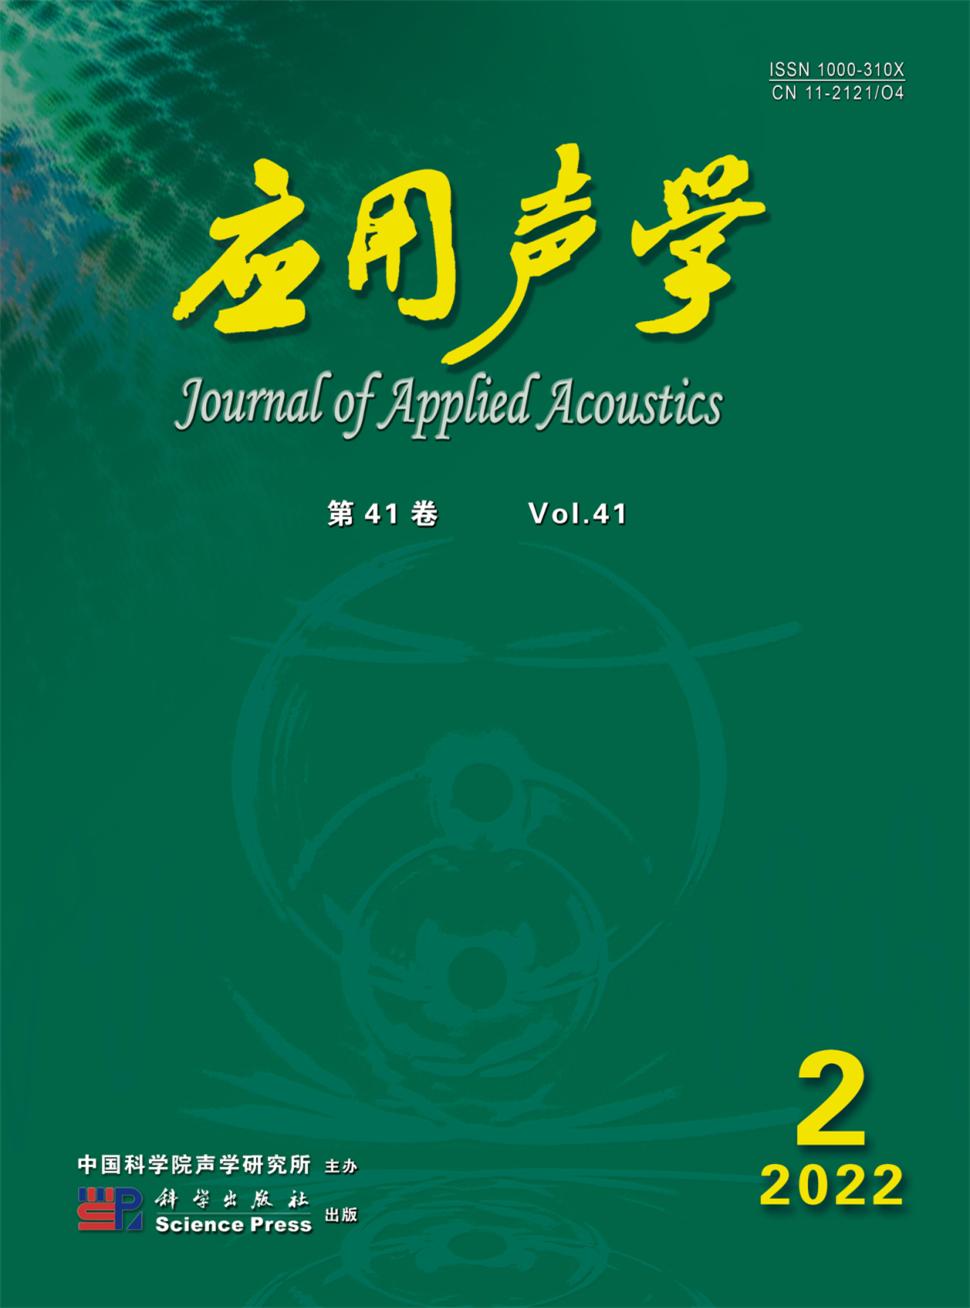 ISSN 1000-310X
CN 11-2121/O4
应用声学
Journal of Applied Acoustics
第 41 卷 Vol.41
2
2022
中国科学院声学研究所 主办
科学出版社
Science Press 出版